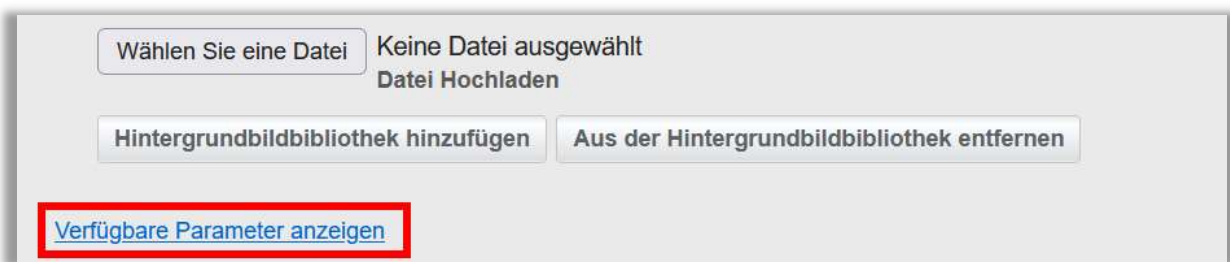 Wählen Sie eine Datei Keine Datei ausgewählt
Datei Hochladen
Hintergrundbildbibliothek hinzufügen Aus der Hintergrundbildbibliothek entfernen
Verfügbare Parameter anzeigen